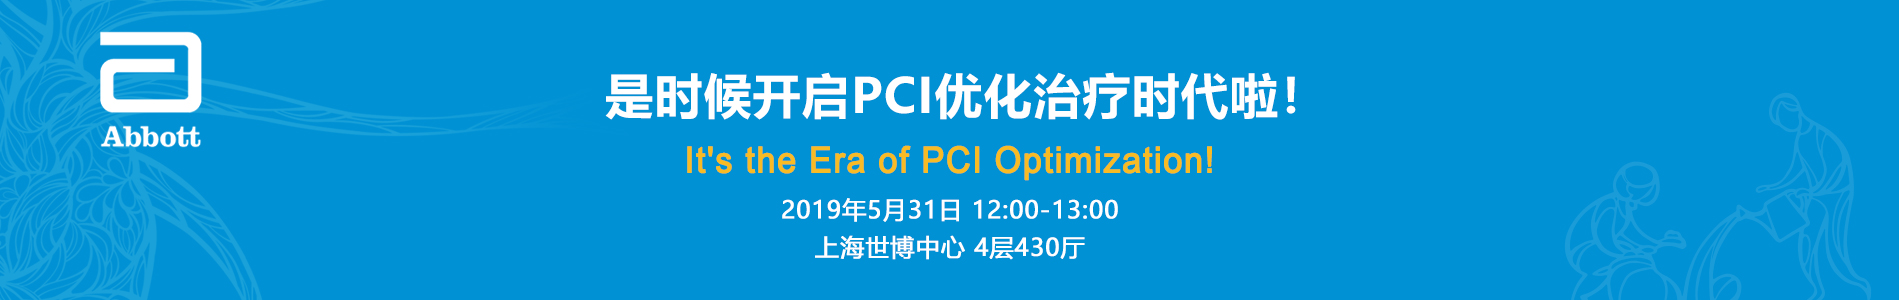 Abbott
是时候开启PCI优化治疗时代啦！
It's the Era of PCI Optimization!
2019年5月31日 12:00-13:00
上海世博中心 4层430厅